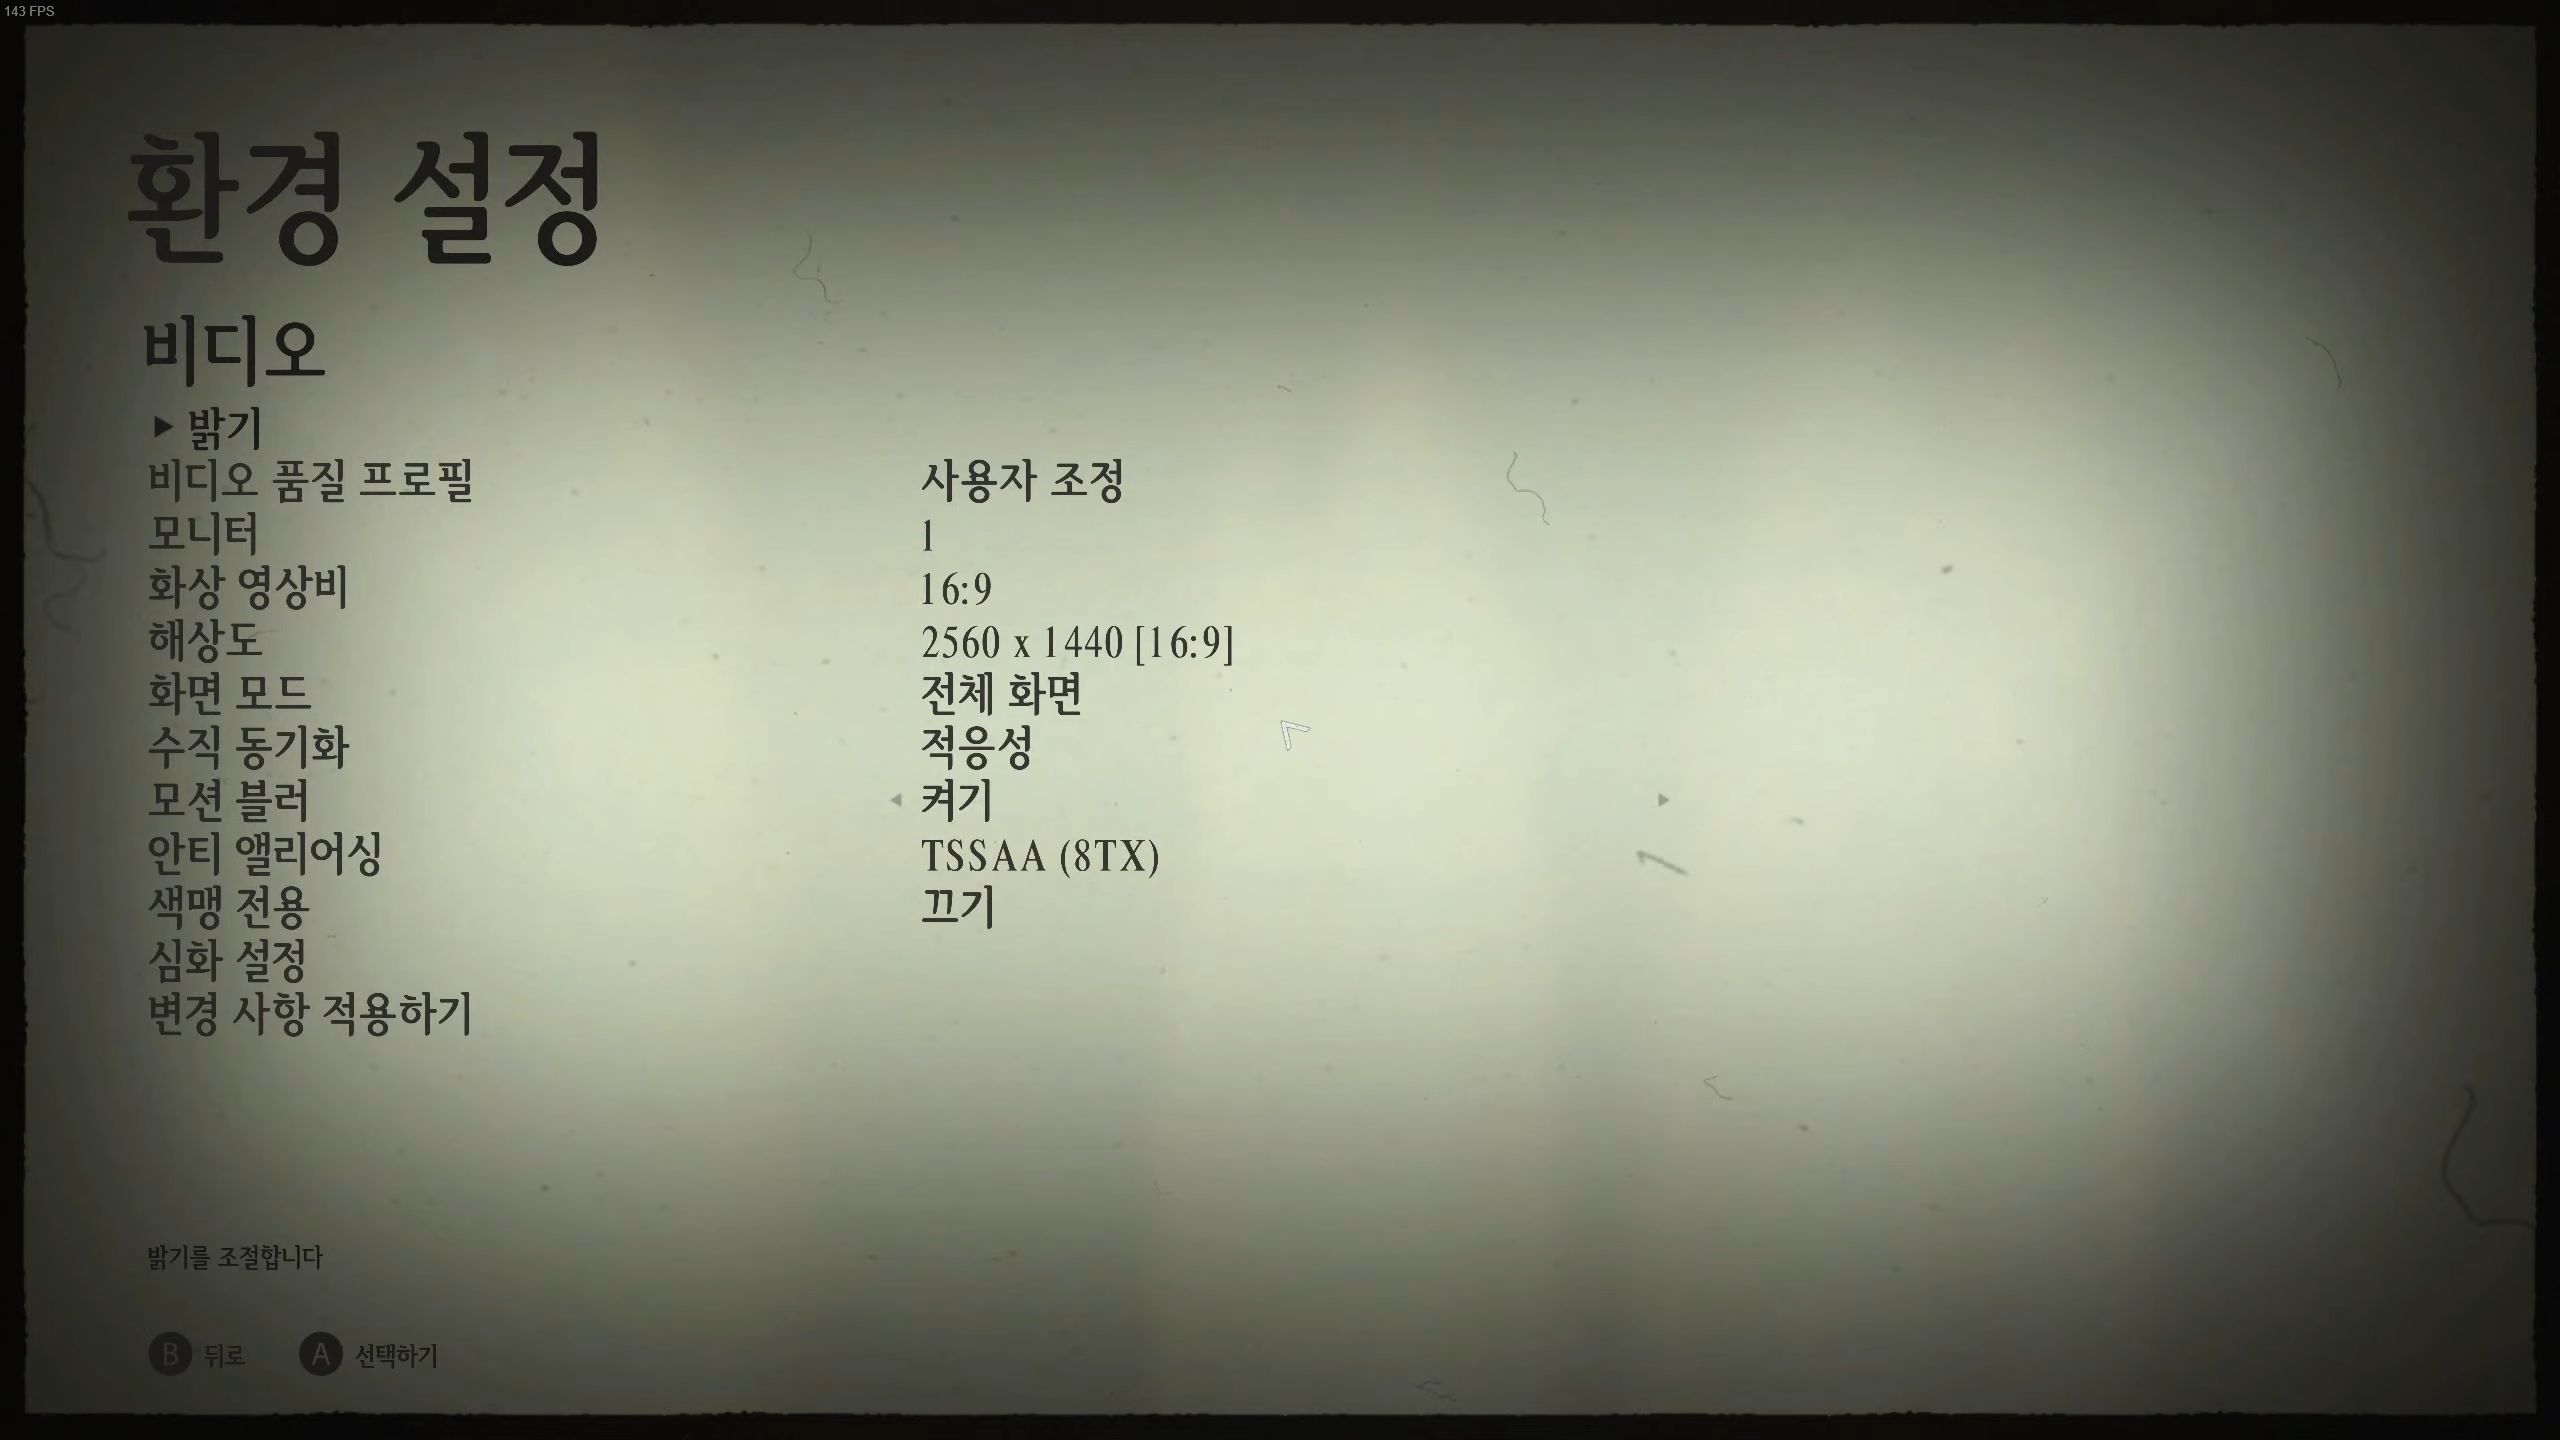 143 FPS
환경 설정
비디오
밝기
비디오 품질 프로필 사용자 조정
모니터 1
화상 영상비 16:9
해상도 2560 x 1440 [16:9]
화면 모드 전체 화면
수직 동기화 적응성
모션 블러 켜기
안티 앨리어싱 TSSAA (8TX)
색맹 전용 끄기
심화 설정
변경 사항 적용하기
밝기를 조절합니다
B 뒤로 A 선택하기